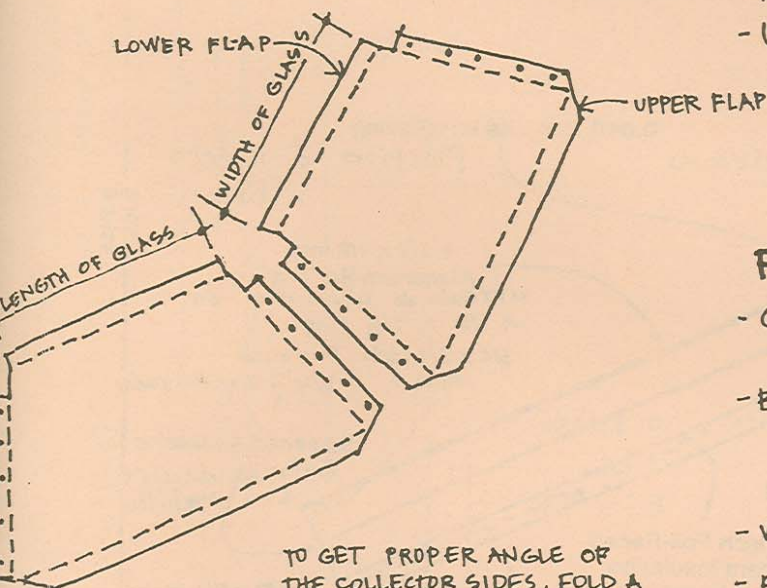 LOWER FLAP
WIDTH OF GLASS
UPPER FLAP
LENGTH OF GLASS
TO GET PROPER ANGLE OF
THE COLLECTOR SIDES, FOLD A